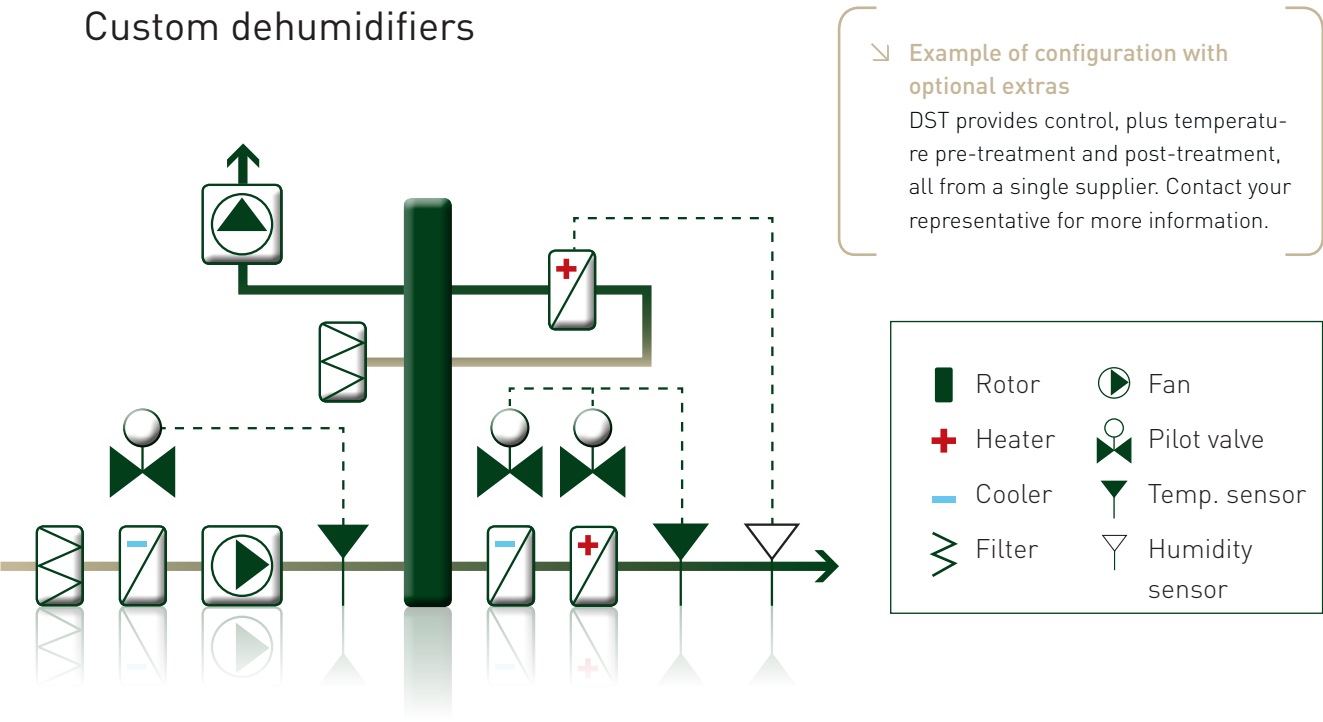 Custom dehumidifiers
Example of configuration with
optional extras
DST provides control, plus temperatu-
re pre-treatment and post-treatment,
all from a single supplier. Contact your
representative for more information.
Rotor
Fan
Heater
Pilot valve
Cooler
Temp. sensor
Filter
Humidity
sensor